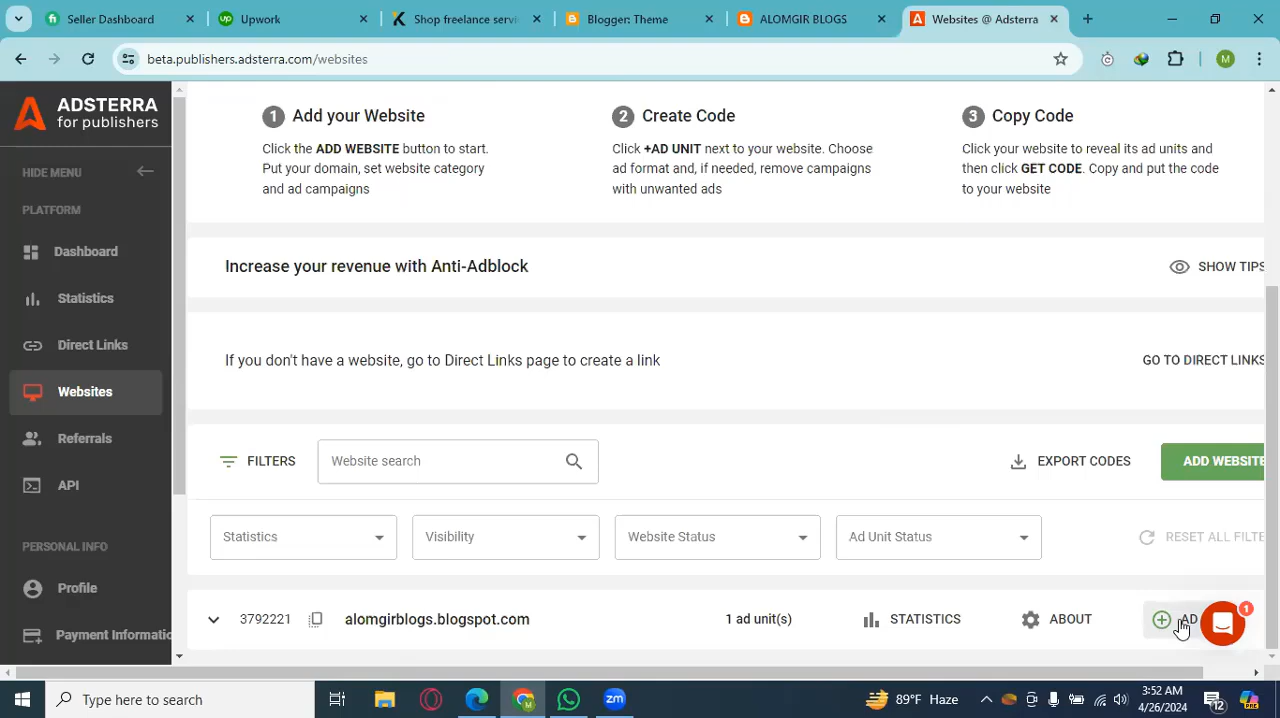 Seller Dashboard
Upwork
Shop freelance servi
Blogger: Theme
ALOMGIR BLOGS
Websites @ Adsterra
beta.publishers.adsterra.com/websites
M
ADSTERRA
for publishers
HIDE MENU
PLATFORM
Dashboard
Statistics
Direct Links
Websites
Referrals
API
PERSONAL INFO
Profile
Payment Informatio
1 Add your Website
Click the ADD WEBSITE button to start.
Put your domain, set website category
and ad campaigns
2 Create Code
Click +AD UNIT next to your website. Choose
ad format and, if needed, remove campaigns
with unwanted ads
3 Copy Code
Click your website to reveal its ad units and
then click GET CODE. Copy and put the code
to your website
Increase your revenue with Anti-Adblock
SHOW TIPS
If you don't have a website, go to Direct Links page to create a link
GO TO DIRECT LINKS
FILTERS
Website search
EXPORT CODES
ADD WEBSITE
Statistics
Visibility
Website Status
Ad Unit Status
RESET ALL FILTE
3792221
alomgirblogs.blogspot.com
1 ad unit(s)
STATISTICS
ABOUT
AD
1
Type here to search
89°F Haze
3:52 AM
4/26/2024
12